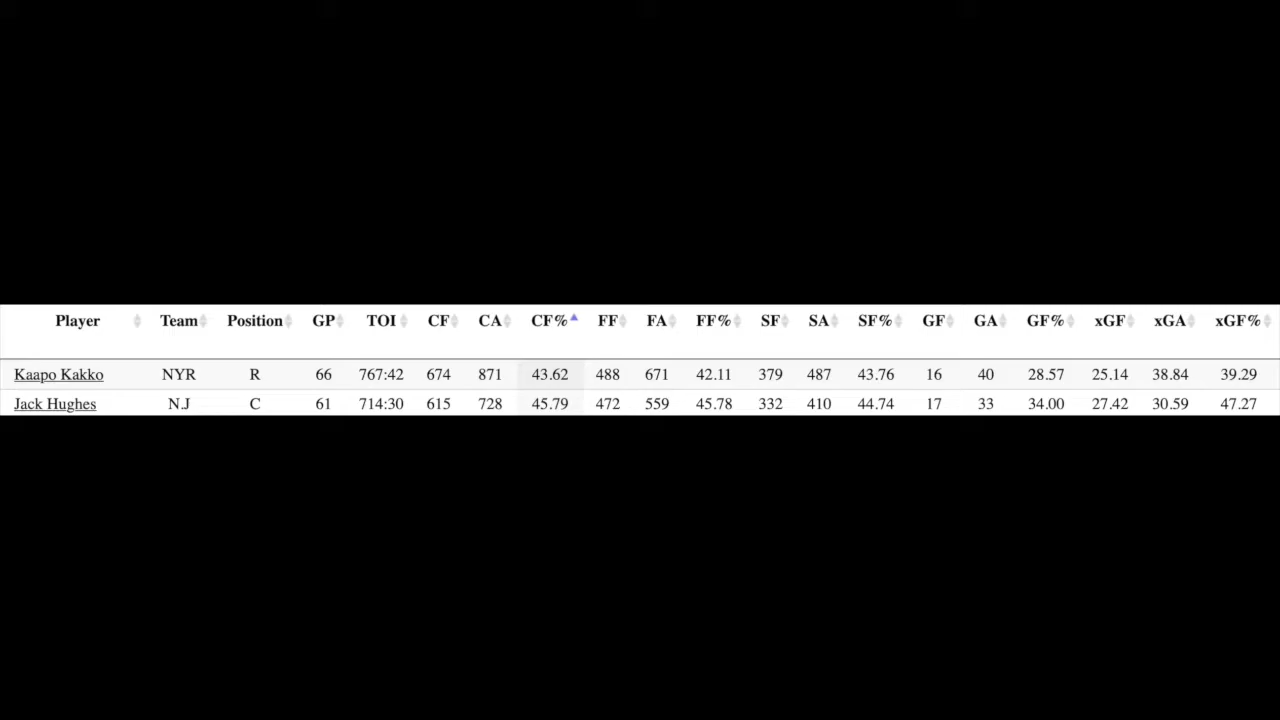 Player Team Position GP TOI CF CA CF% FF FA FF% SF SA SF% GF GA GF% xGF xGA xGF%
Kaapo Kakko NYR R 66 767:42 674 871 43.62 488 671 42.11 379 487 43.76 16 40 28.57 25.14 38.84 39.29
Jack Hughes N.J C 61 714:30 615 728 45.79 472 559 45.78 332 410 44.74 17 33 34.00 27.42 30.59 47.27